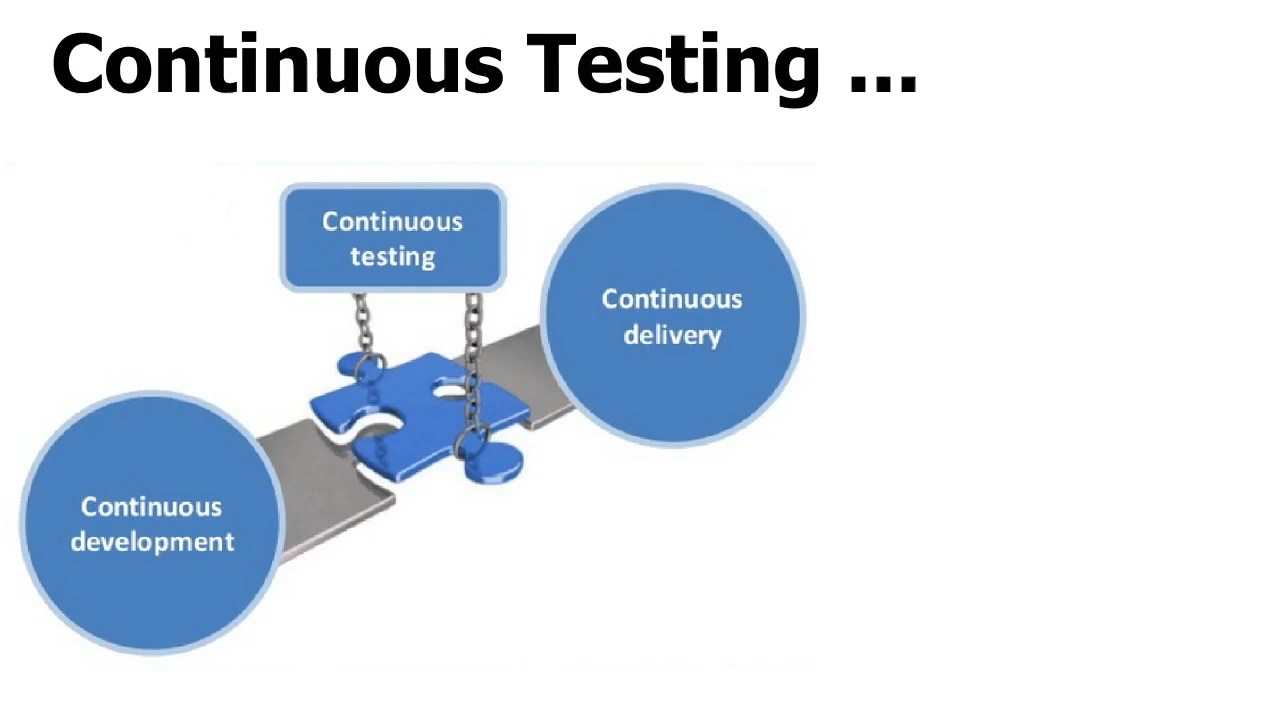 Continuous Testing ...
Continuous
testing
Continuous
delivery
Continuous
development